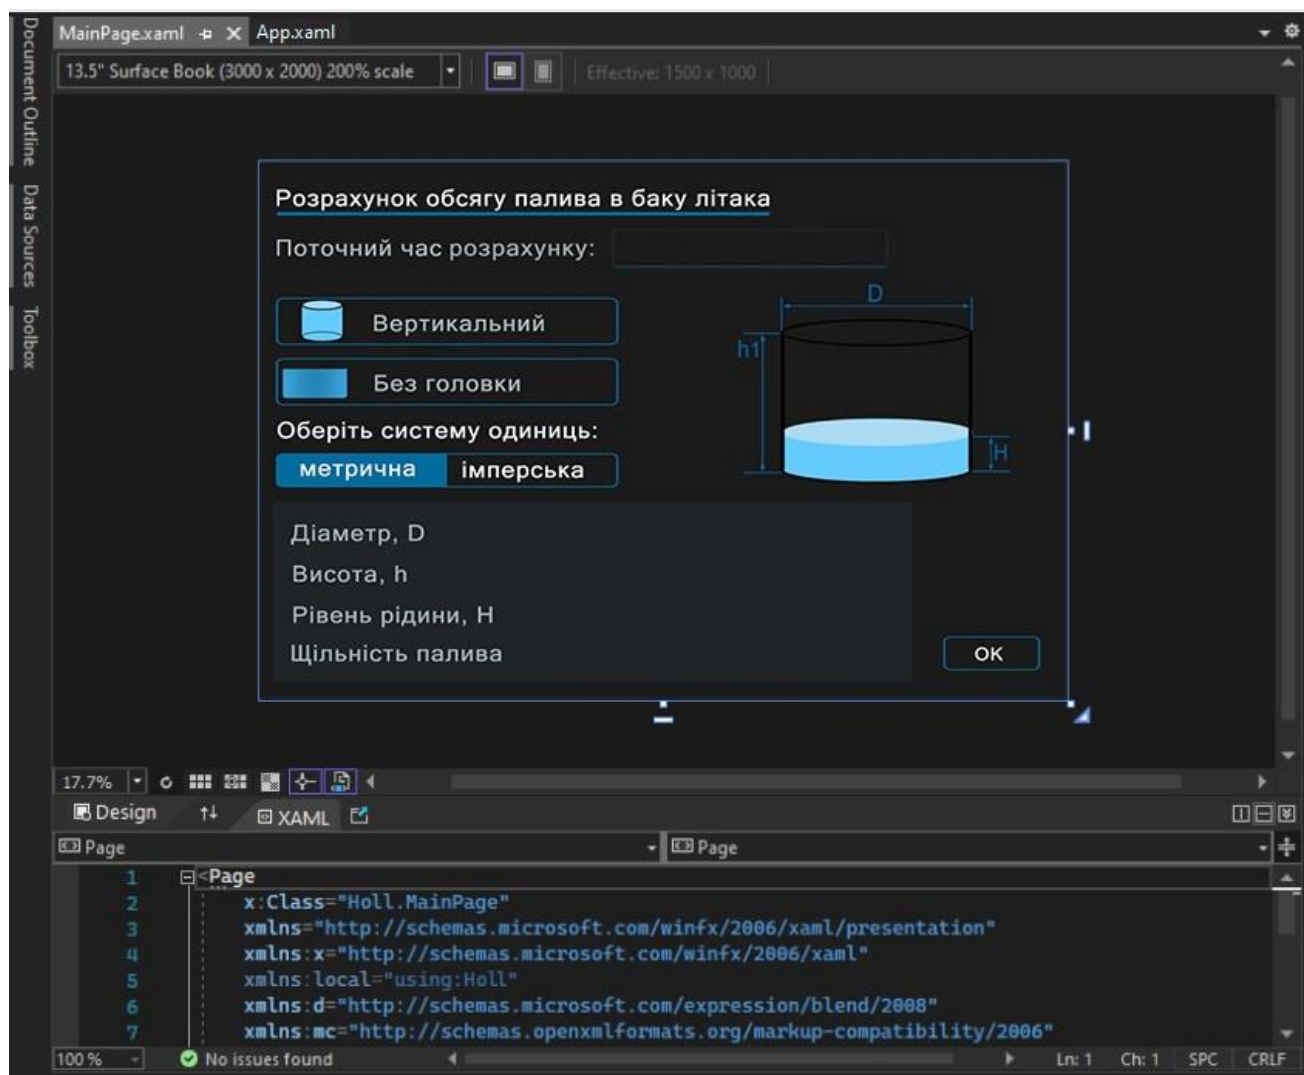 MainPage.xaml App.xaml
13.5" Surface Book (3000 x 2000) 200% scale Effective: 1500 x 1000
Document Outline
Data Sources
Toolbox
Розрахунок обсягу палива в баку літака
Поточний час розрахунку:
Вертикальний
Без головки
Оберіть систему одиниць:
метрична імперська
D
h1
H
Діаметр, D
Висота, h
Рівень рідини, H
Щільність палива
OK
17.7%
Design XAML
Page Page
1 <Page
2 x:Class="Holl.MainPage"
3 xmlns="http://schemas.microsoft.com/winfx/2006/xaml/presentation"
4 xmlns:x="http://schemas.microsoft.com/winfx/2006/xaml"
5 xmlns:local="using:Holl"
6 xmlns:d="http://schemas.microsoft.com/expression/blend/2008"
7 xmlns:mc="http://schemas.openxmlformats.org/markup-compatibility/2006"
100 % No issues found Ln: 1 Ch: 1 SPC CRLF